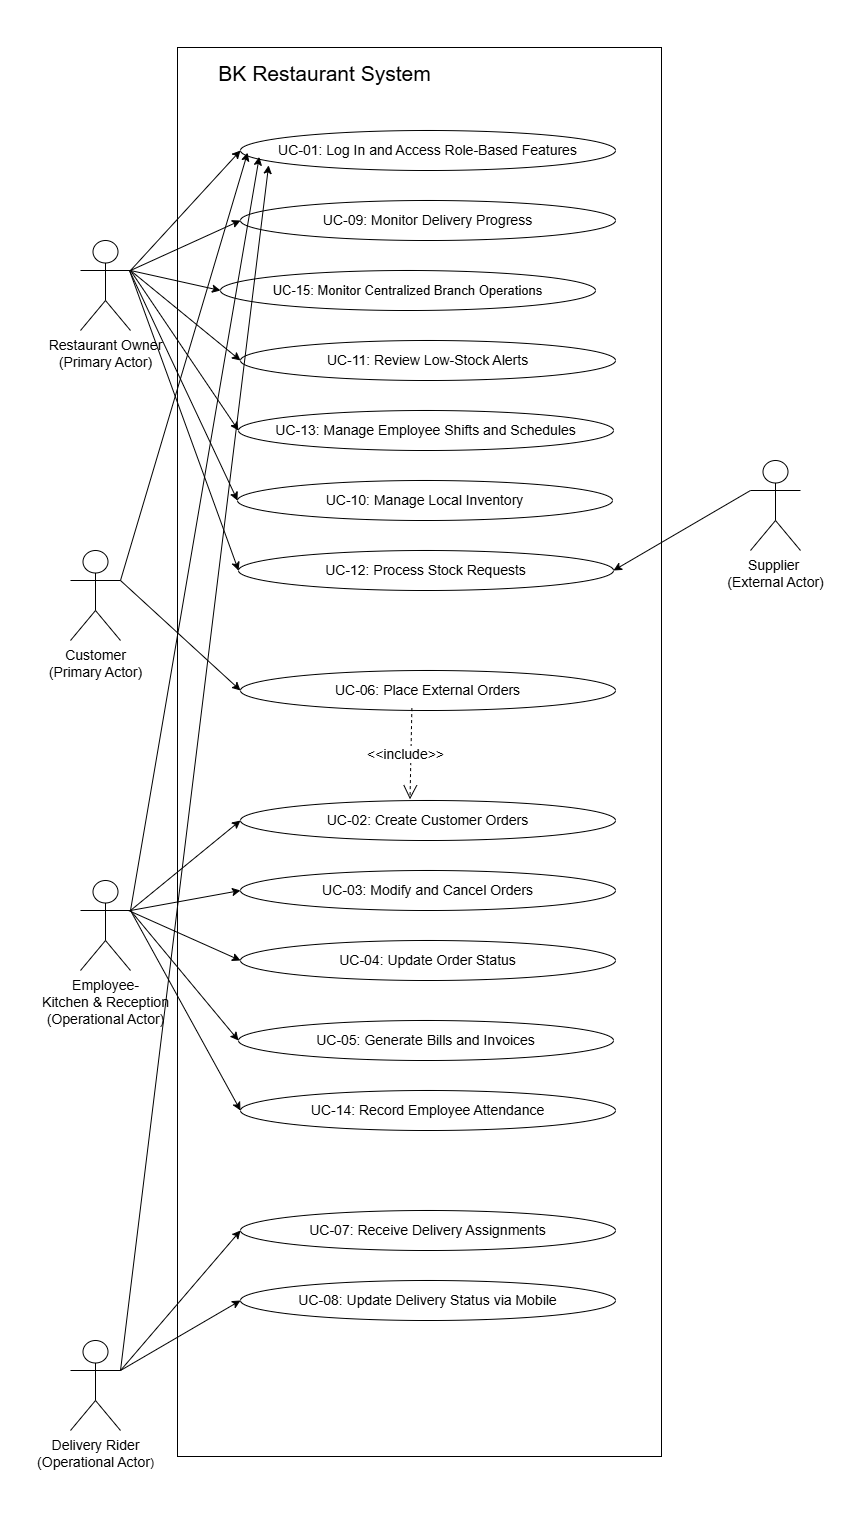 BK Restaurant System
UC-01: Log In and Access Role-Based Features
UC-09: Monitor Delivery Progress
UC-15: Monitor Centralized Branch Operations
Restaurant Owner
(Primary Actor)
UC-11: Review Low-Stock Alerts
UC-13: Manage Employee Shifts and Schedules
UC-10: Manage Local Inventory
UC-12: Process Stock Requests
Supplier
(External Actor)
Customer
(Primary Actor)
UC-06: Place External Orders
<<include>>
UC-02: Create Customer Orders
UC-03: Modify and Cancel Orders
UC-04: Update Order Status
Employee-
Kitchen & Reception
(Operational Actor)
UC-05: Generate Bills and Invoices
UC-14: Record Employee Attendance
UC-07: Receive Delivery Assignments
UC-08: Update Delivery Status via Mobile
Delivery Rider
(Operational Actor)